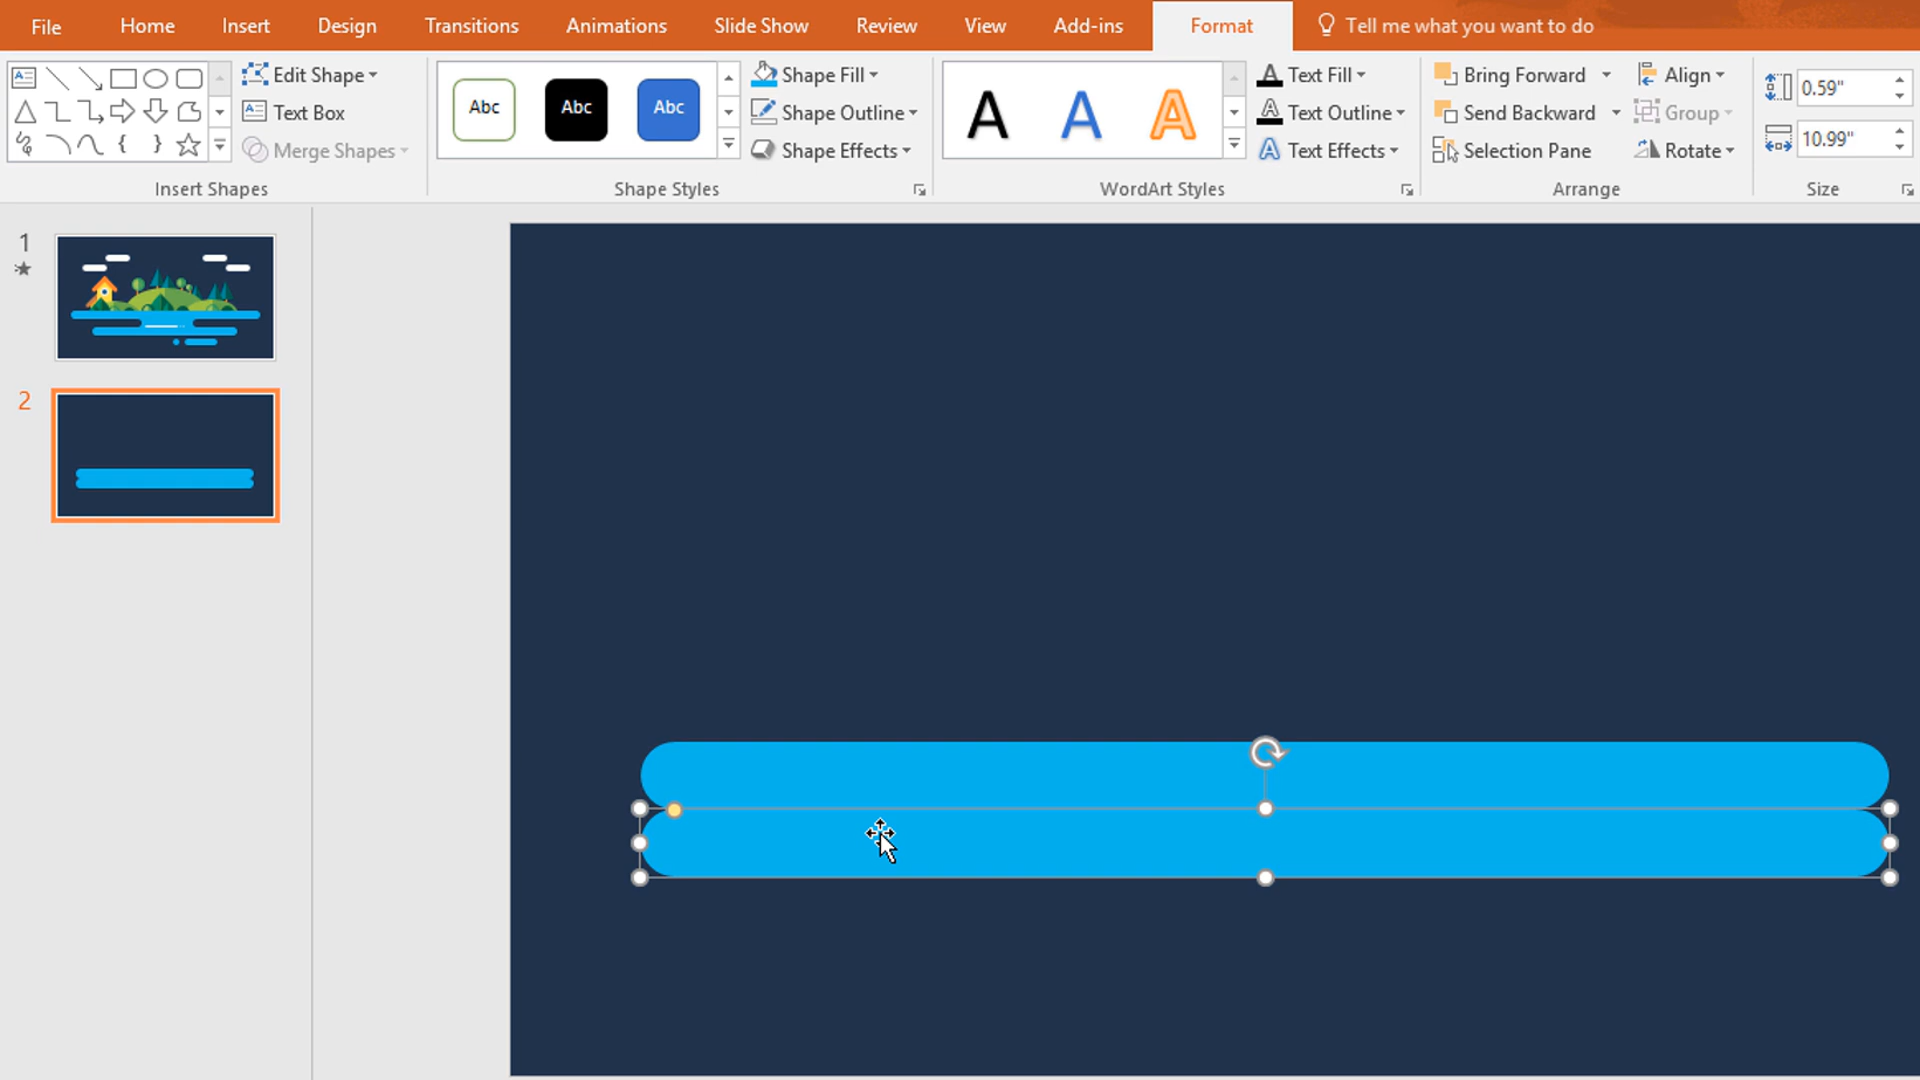 File Home Insert Design Transitions Animations Slide Show Review View Add-ins Format Tell me what you want to do
Edit Shape
Text Box
Merge Shapes
Insert Shapes
Abc Abc Abc
Shape Fill
Shape Outline
Shape Effects
Shape Styles
A A A
Text Fill
Text Outline
Text Effects
WordArt Styles
Bring Forward
Send Backward
Selection Pane
Align
Group
Rotate
Arrange
0.59"
10.99"
Size
1
2